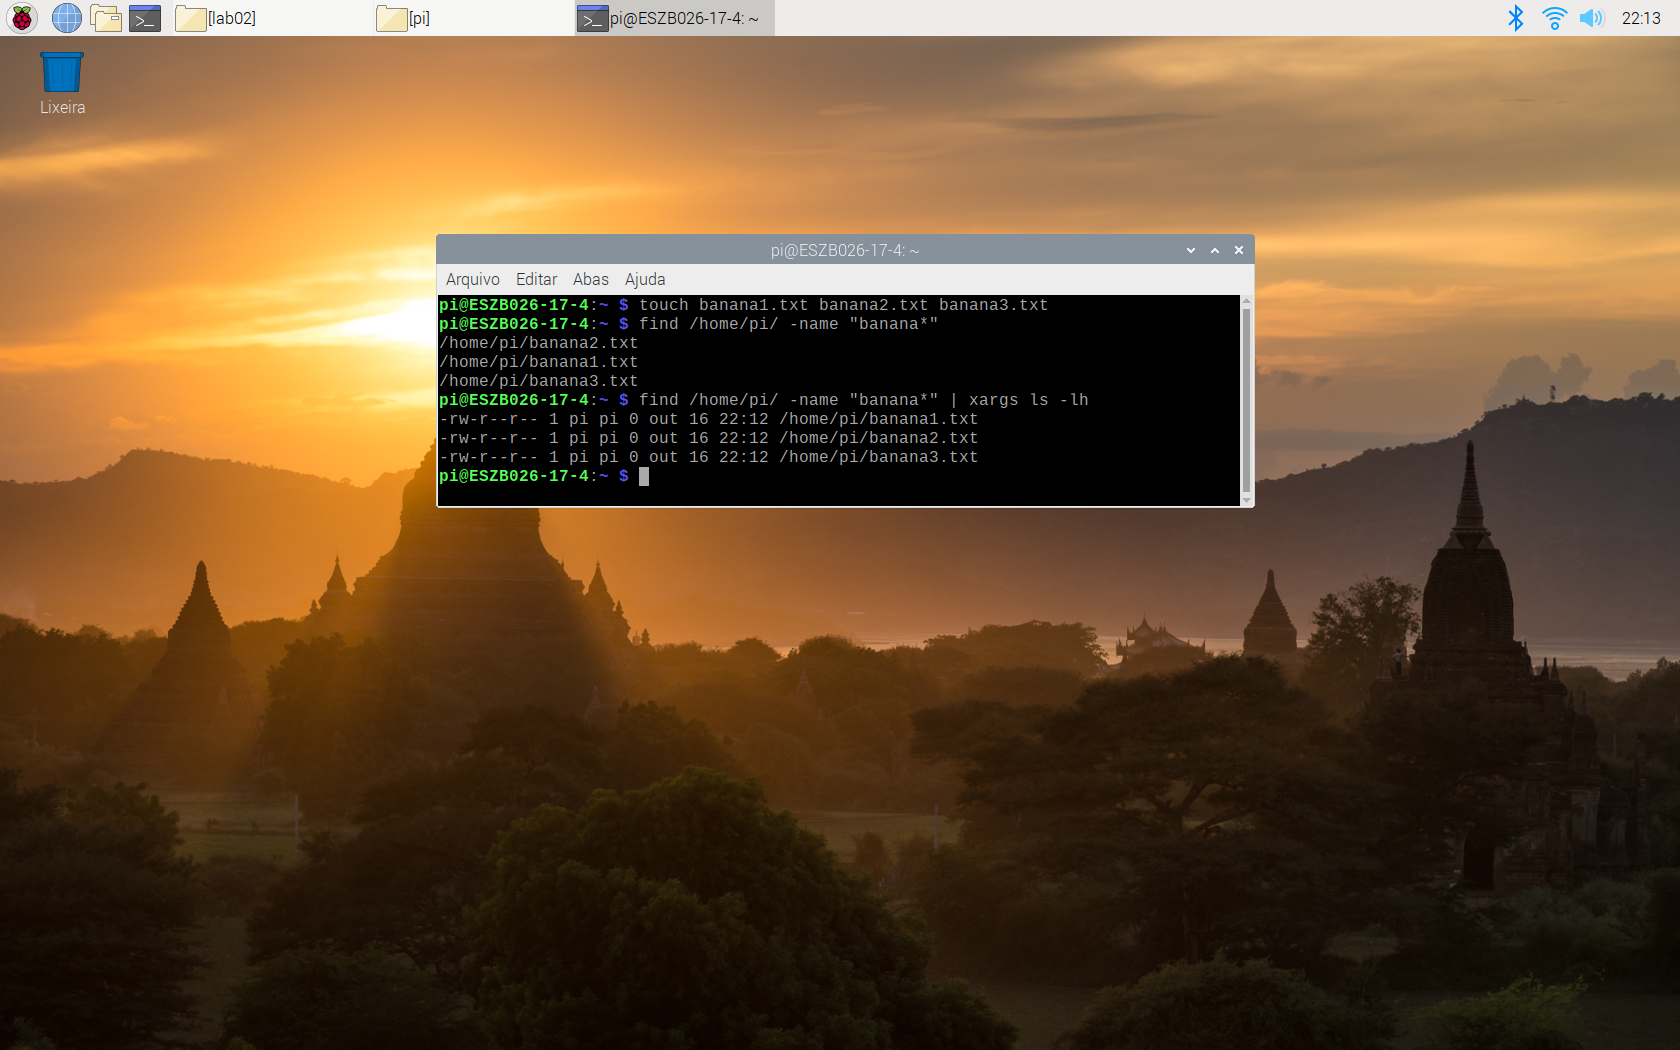 [lab02] [pi] pi@ESZB026-17-4: ~ 22:13
Lixeira
pi@ESZB026-17-4: ~
Arquivo Editar Abas Ajuda
pi@ESZB026-17-4:~ $ touch banana1.txt banana2.txt banana3.txt
pi@ESZB026-17-4:~ $ find /home/pi/ -name "banana*"
/home/pi/banana2.txt
/home/pi/banana1.txt
/home/pi/banana3.txt
pi@ESZB026-17-4:~ $ find /home/pi/ -name "banana*" | xargs ls -lh
-rw-r--r-- 1 pi pi 0 out 16 22:12 /home/pi/banana1.txt
-rw-r--r-- 1 pi pi 0 out 16 22:12 /home/pi/banana2.txt
-rw-r--r-- 1 pi pi 0 out 16 22:12 /home/pi/banana3.txt
pi@ESZB026-17-4:~ $